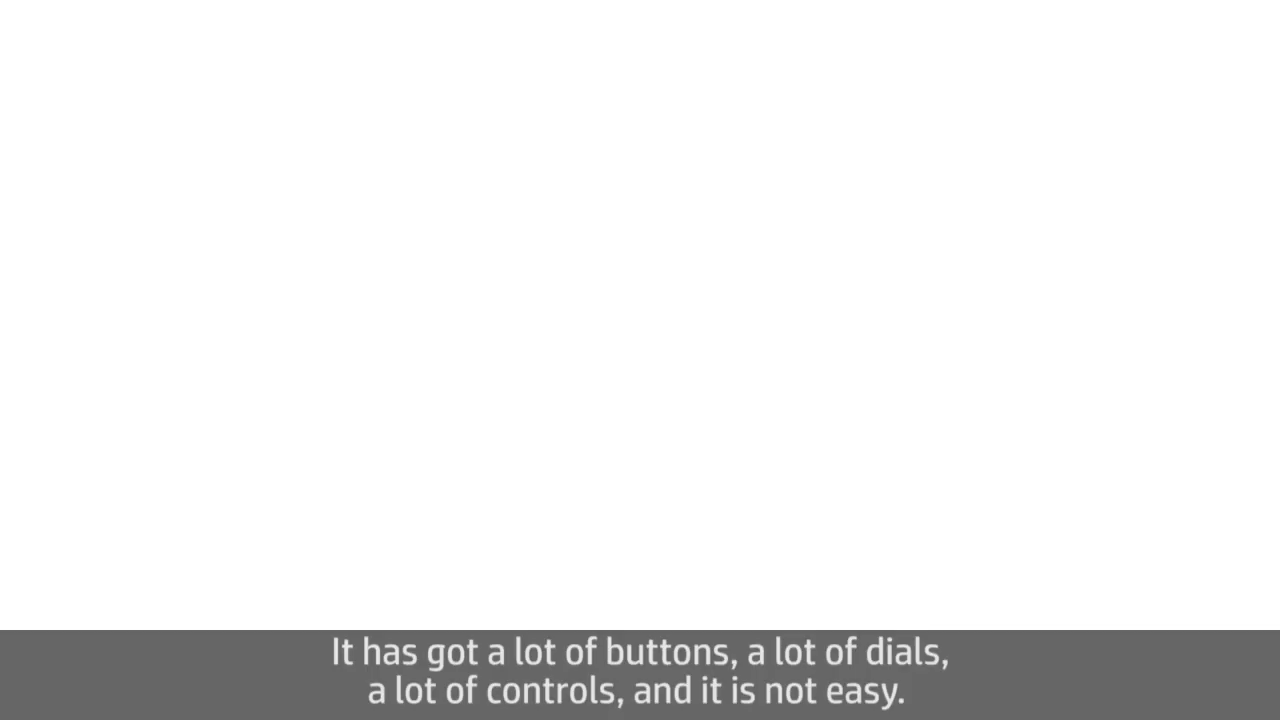 It has got a lot of buttons, a lot of dials,
a lot of controls, and it is not easy.